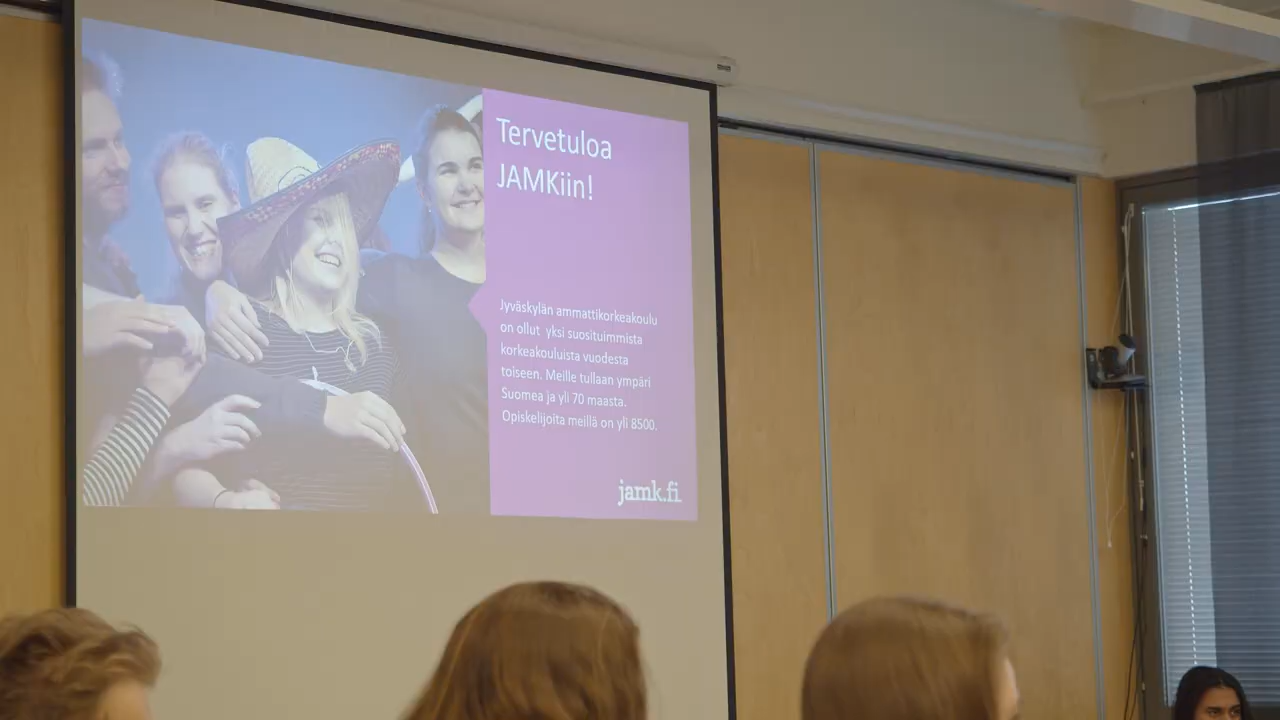 Tervetuloa
JAMKiin!
Jyväskylän ammattikorkeakoulu
on ollut yksi suosituimmista
korkeakouluista vuodesta
toiseen. Meille tullaan ympäri
Suomea ja yli 70 maasta.
Opiskelijoita meillä on yli 8500.
jamk.fi